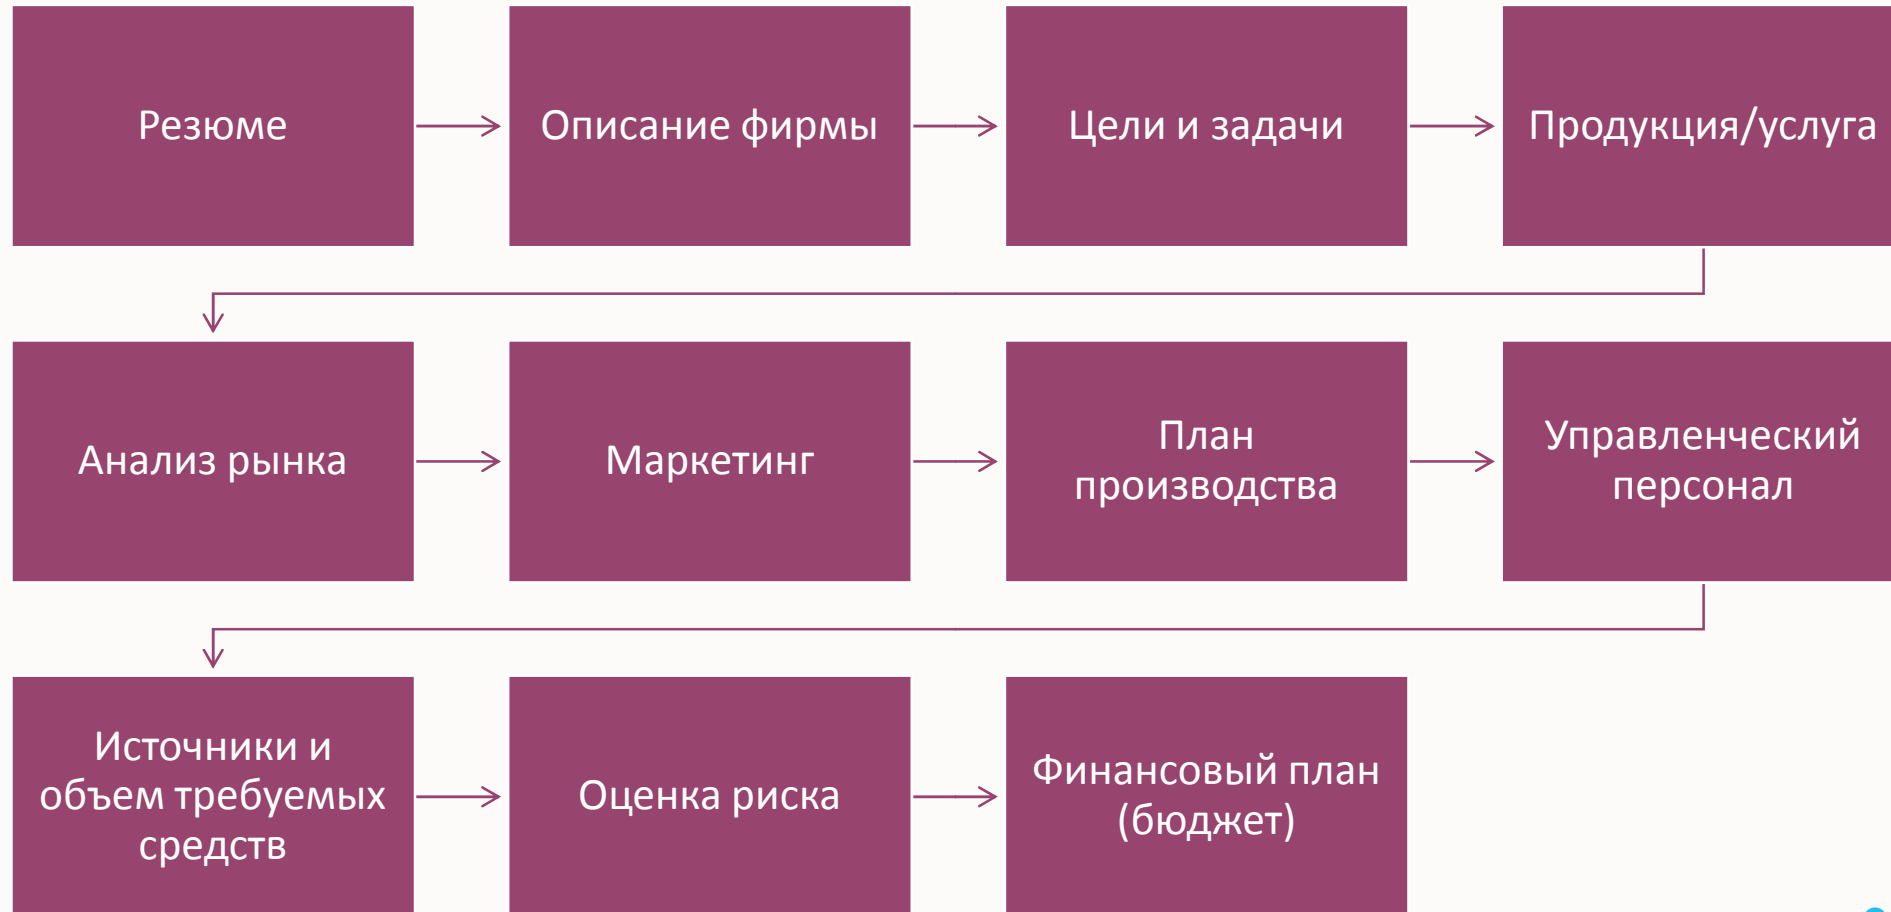 Резюме
Описание фирмы
Цели и задачи
Продукция/услуга
Анализ рынка
Маркетинг
План
производства
Управленческий
персонал
Источники и
объем требуемых
средств
Оценка риска
Финансовый план
(бюджет)